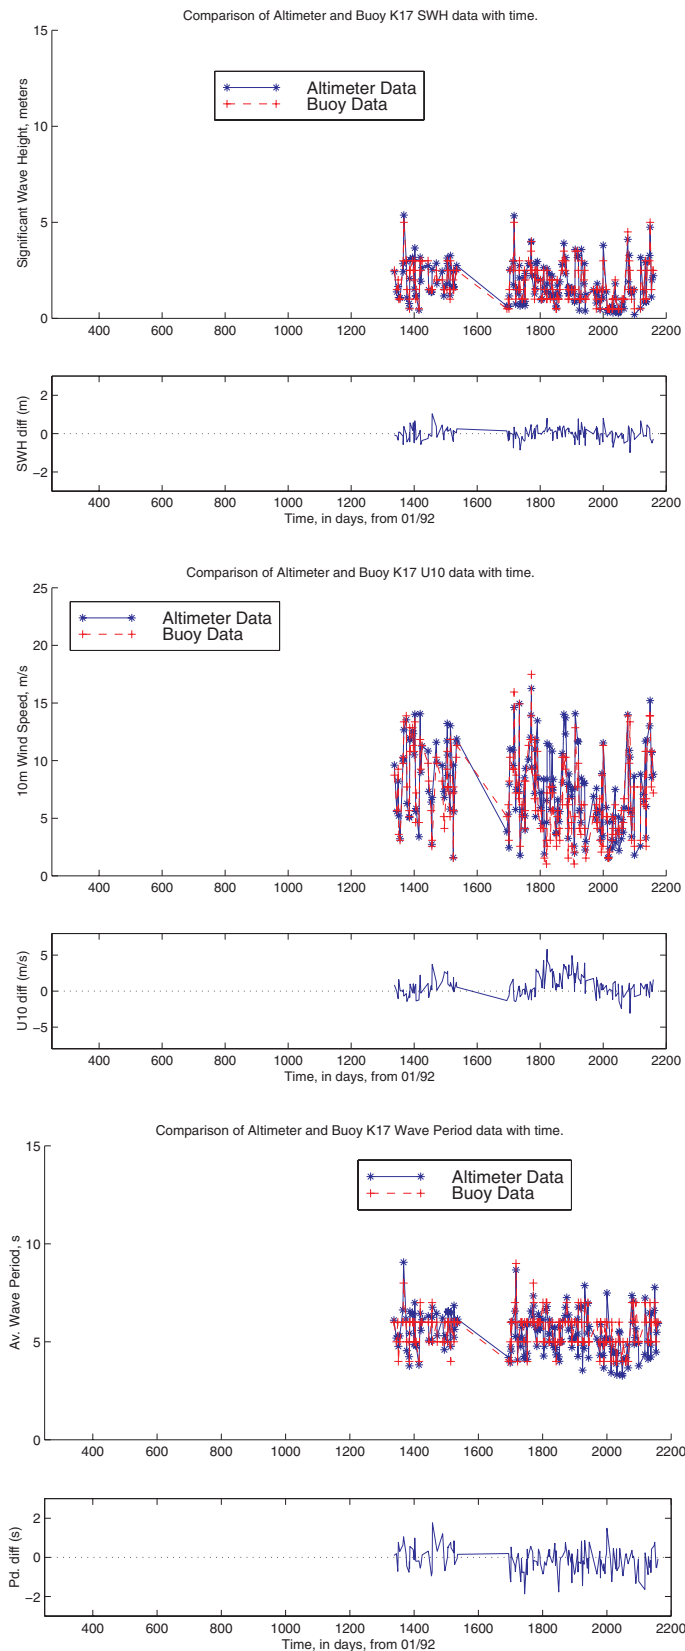 Comparison of Altimeter and Buoy K17 SWH data with time.
15
10
5
0
Significant Wave Height, meters
Altimeter Data
Buoy Data
400 600 800 1000 1200 1400 1600 1800 2000 2200
2
0
−2
SWH diff (m)
400 600 800 1000 1200 1400 1600 1800 2000 2200
Time, in days, from 01/92
Comparison of Altimeter and Buoy K17 U10 data with time.
25
20
15
10
5
0
10m Wind Speed, m/s
Altimeter Data
Buoy Data
400 600 800 1000 1200 1400 1600 1800 2000 2200
5
0
−5
U10 diff (m/s)
400 600 800 1000 1200 1400 1600 1800 2000 2200
Time, in days, from 01/92
Comparison of Altimeter and Buoy K17 Wave Period data with time.
15
10
5
0
Av. Wave Period, s
Altimeter Data
Buoy Data
400 600 800 1000 1200 1400 1600 1800 2000 2200
2
0
−2
Pd. diff (s)
400 600 800 1000 1200 1400 1600 1800 2000 2200
Time, in days, from 01/92